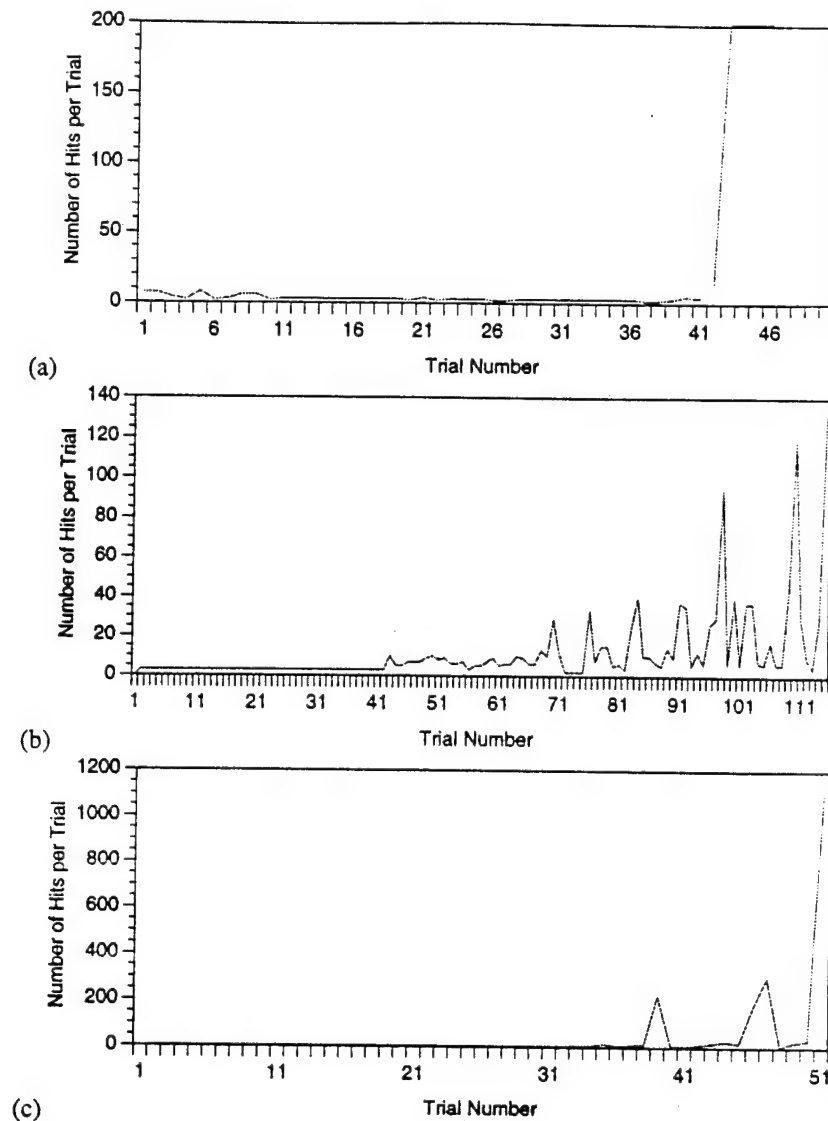 200
150
100
50
0
Number of Hits per Trial
1 6 11 16 21 26 31 36 41 46
Trial Number
(a)
140
120
100
80
60
40
20
0
Number of Hits per Trial
1 11 21 31 41 51 61 71 81 91 101 111
Trial Number
(b)
1200
1000
800
600
400
200
0
Number of Hits per Trial
1 11 21 31 41 51
Trial Number
(c)